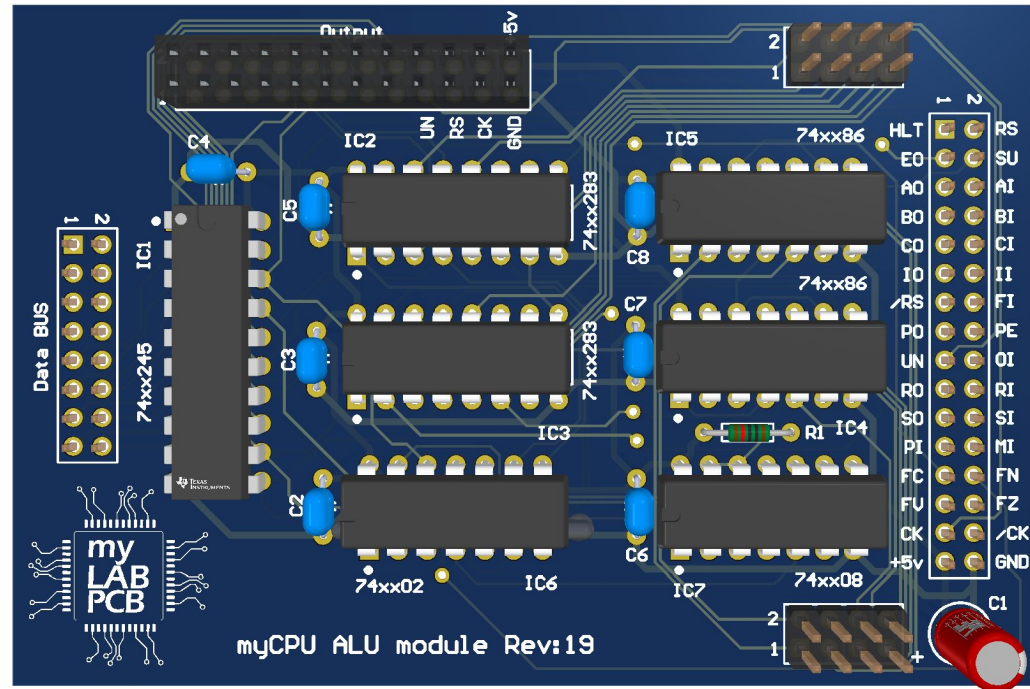 Output
5v
UN
RS
CK
GND
2
1
C4
IC2
IC5
74xx86
1 2
HLT RS
EO SU
AO AI
BO BI
CO CI
IO II
/RS FI
PO PE
UN OI
RO RI
SO SI
PI MI
FC FN
FV FZ
CK /CK
+5v GND
1 2
Data BUS
IC1
74xx245
TEXAS INSTRUMENTS
C5
74xx283
C8
74xx86
C3
74xx283
C7
IC3
R1
IC4
C2
74xx02
IC6
C6
IC7
74xx08
my
LAB
PCB
myCPU ALU module Rev:19
2
1
+
C1